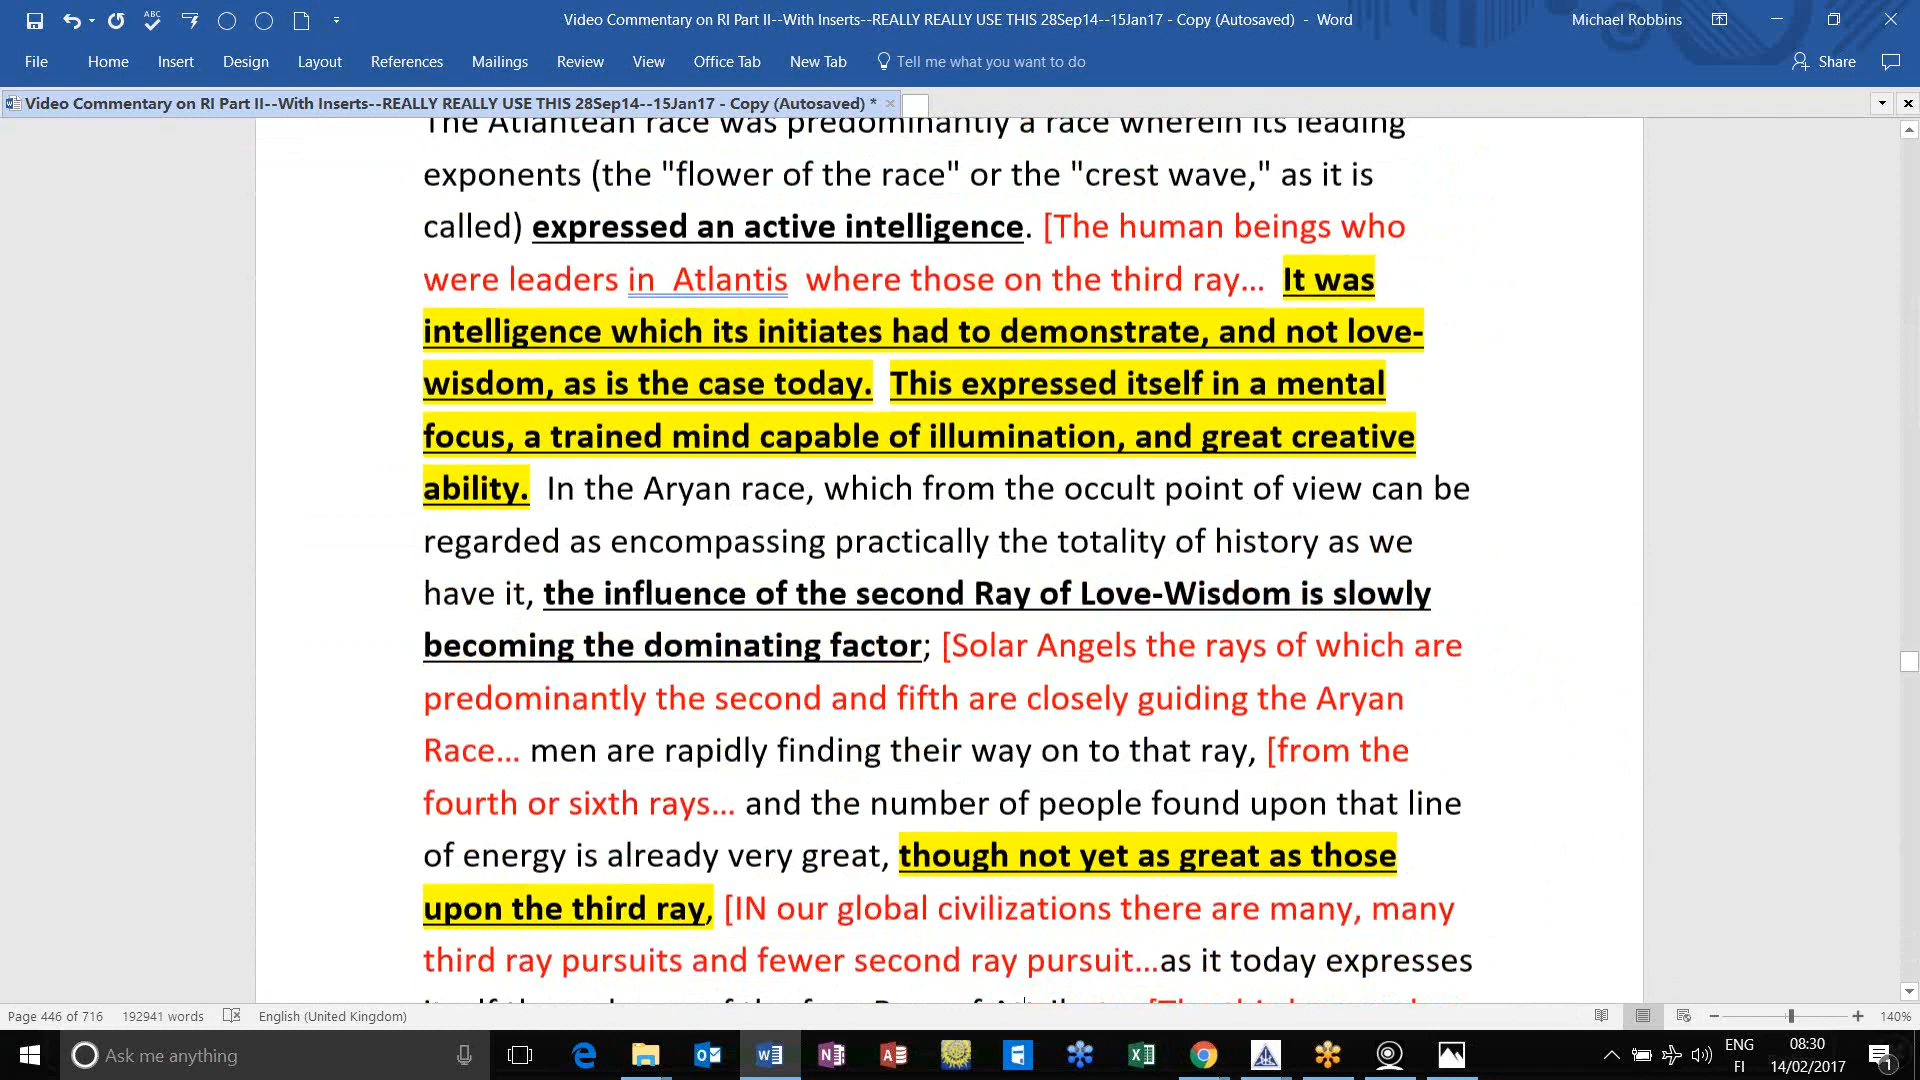 Video Commentary on RI Part II--With Inserts--REALLY REALLY USE THIS 28Sep14--15Jan17 - Copy (Autosaved) - Word
Michael Robbins
File Home Insert Design Layout References Mailings Review View Office Tab New Tab Tell me what you want to do Share
Video Commentary on RI Part II--With Inserts--REALLY REALLY USE THIS 28Sep14--15Jan17 - Copy (Autosaved) *
The Atlantean race was predominantly a race wherein its leading
exponents (the "flower of the race" or the "crest wave," as it is
called) expressed an active intelligence. [The human beings who
were leaders in Atlantis where those on the third ray… It was
intelligence which its initiates had to demonstrate, and not love-
wisdom, as is the case today. This expressed itself in a mental
focus, a trained mind capable of illumination, and great creative
ability. In the Aryan race, which from the occult point of view can be
regarded as encompassing practically the totality of history as we
have it, the influence of the second Ray of Love-Wisdom is slowly
becoming the dominating factor; [Solar Angels the rays of which are
predominantly the second and fifth are closely guiding the Aryan
Race… men are rapidly finding their way on to that ray, [from the
fourth or sixth rays… and the number of people found upon that line
of energy is already very great, though not yet as great as those
upon the third ray, [IN our global civilizations there are many, many
third ray pursuits and fewer second ray pursuit…as it today expresses
Page 446 of 716 192941 words English (United Kingdom) 140%
Ask me anything
ENG
FI
08:30
14/02/2017
1